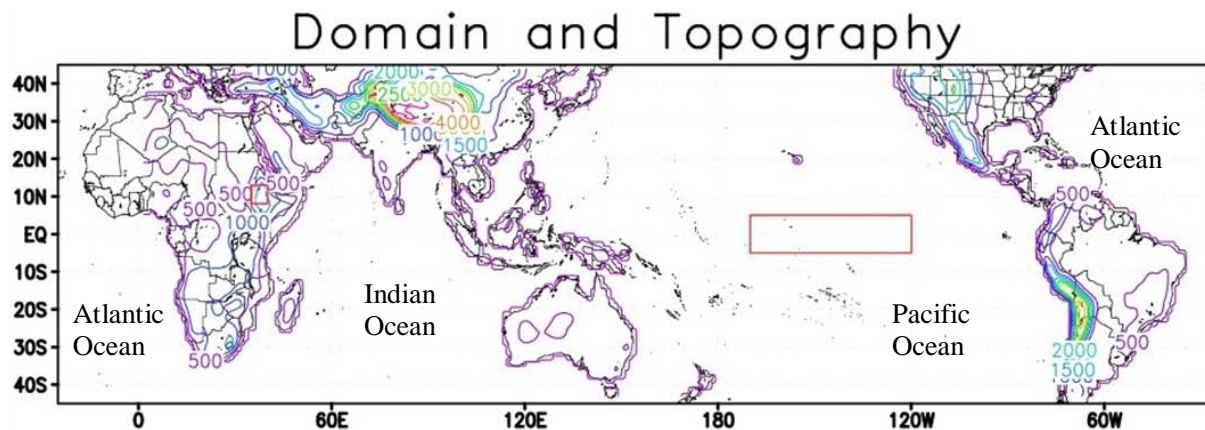 Domain and Topography
40N
30N
20N
10N
EQ
10S
20S
30S
40S
1000
2000
2500
3000
4000
1500
500
500
500
1000
500
500
500
2000
1500
Atlantic
Ocean
Indian
Ocean
Pacific
Ocean
Atlantic
Ocean
0
60E
120E
180
120W
60W